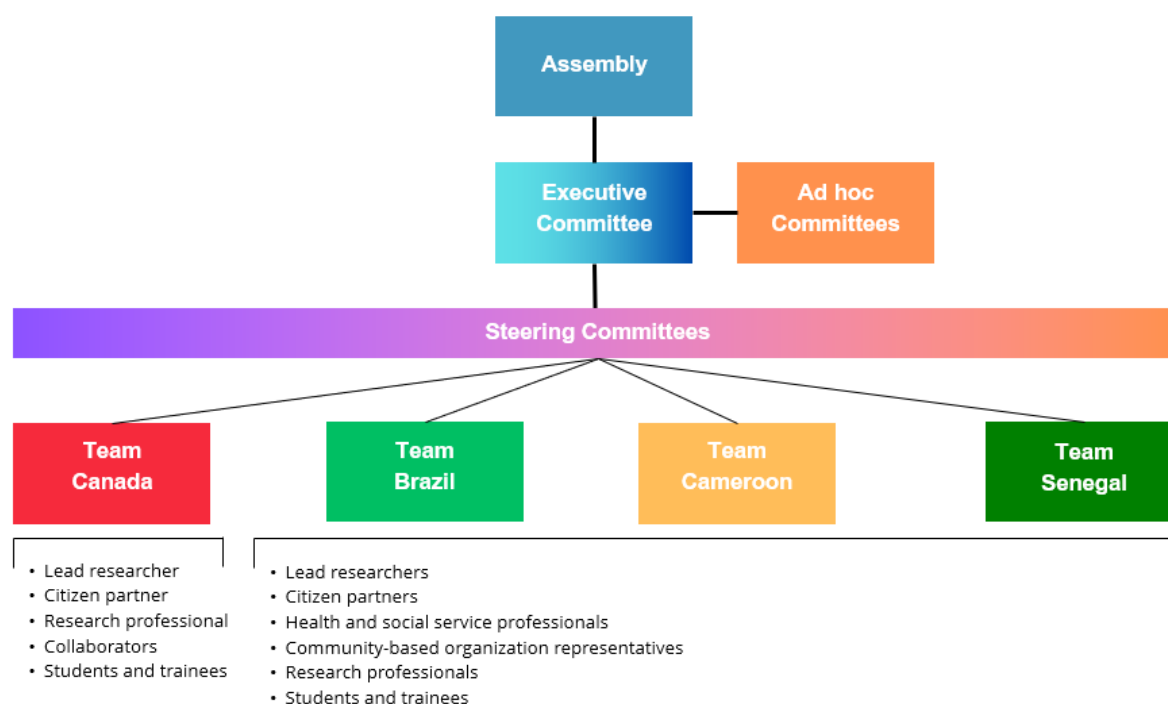 Assembly
Executive
Committee
Ad hoc
Committees
Steering Committees
Team
Canada
Team
Brazil
Team
Cameroon
Team
Senegal
• Lead researcher
• Citizen partner
• Research professional
• Collaborators
• Students and trainees
• Lead researchers
• Citizen partners
• Health and social service professionals
• Community-based organization representatives
• Research professionals
• Students and trainees